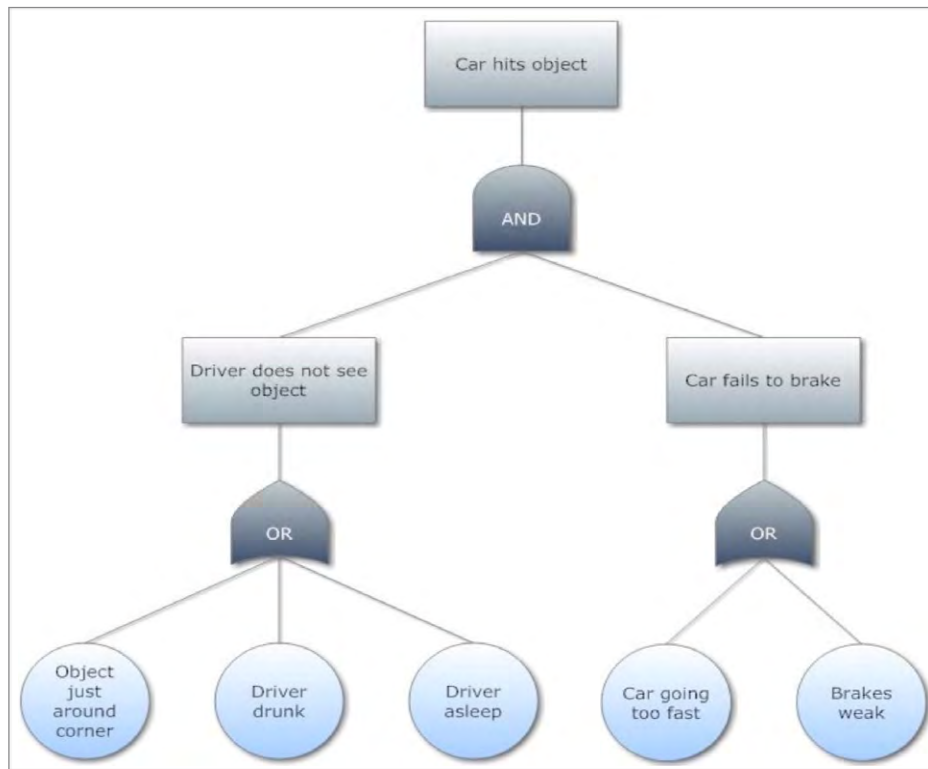 Car hits object
AND
Driver does not see
object
Car fails to brake
OR
OR
Object
just
around
corner
Driver
drunk
Driver
asleep
Car going
too fast
Brakes
weak